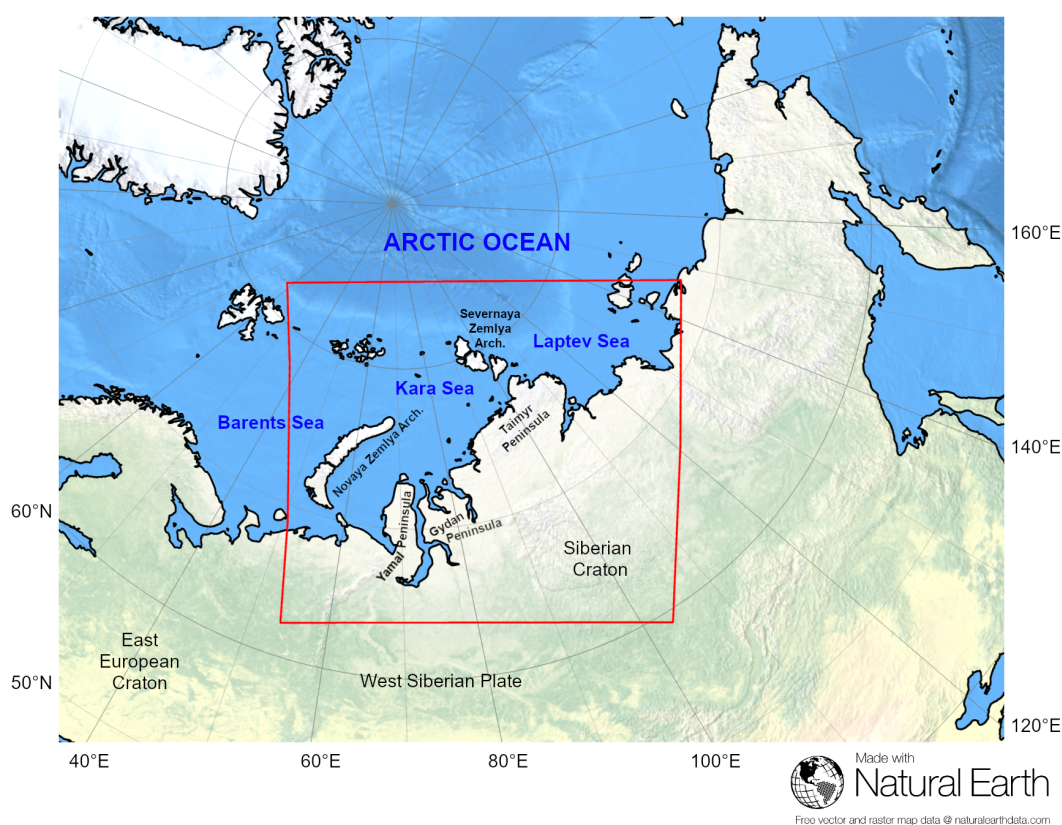 ARCTIC OCEAN
160°E
Severnaya
Zemlya
Arch.
Laptev Sea
Kara Sea
Barents Sea
Novaya Zemlya Arch.
Taimyr
Peninsula
140°E
60°N
Yamal Peninsula
Gydan
Peninsula
Siberian
Craton
East
European
Craton
50°N
West Siberian Plate
120°E
40°E
60°E
80°E
100°E
Made with
Natural Earth
Free vector and raster map data @ naturalearthdata.com